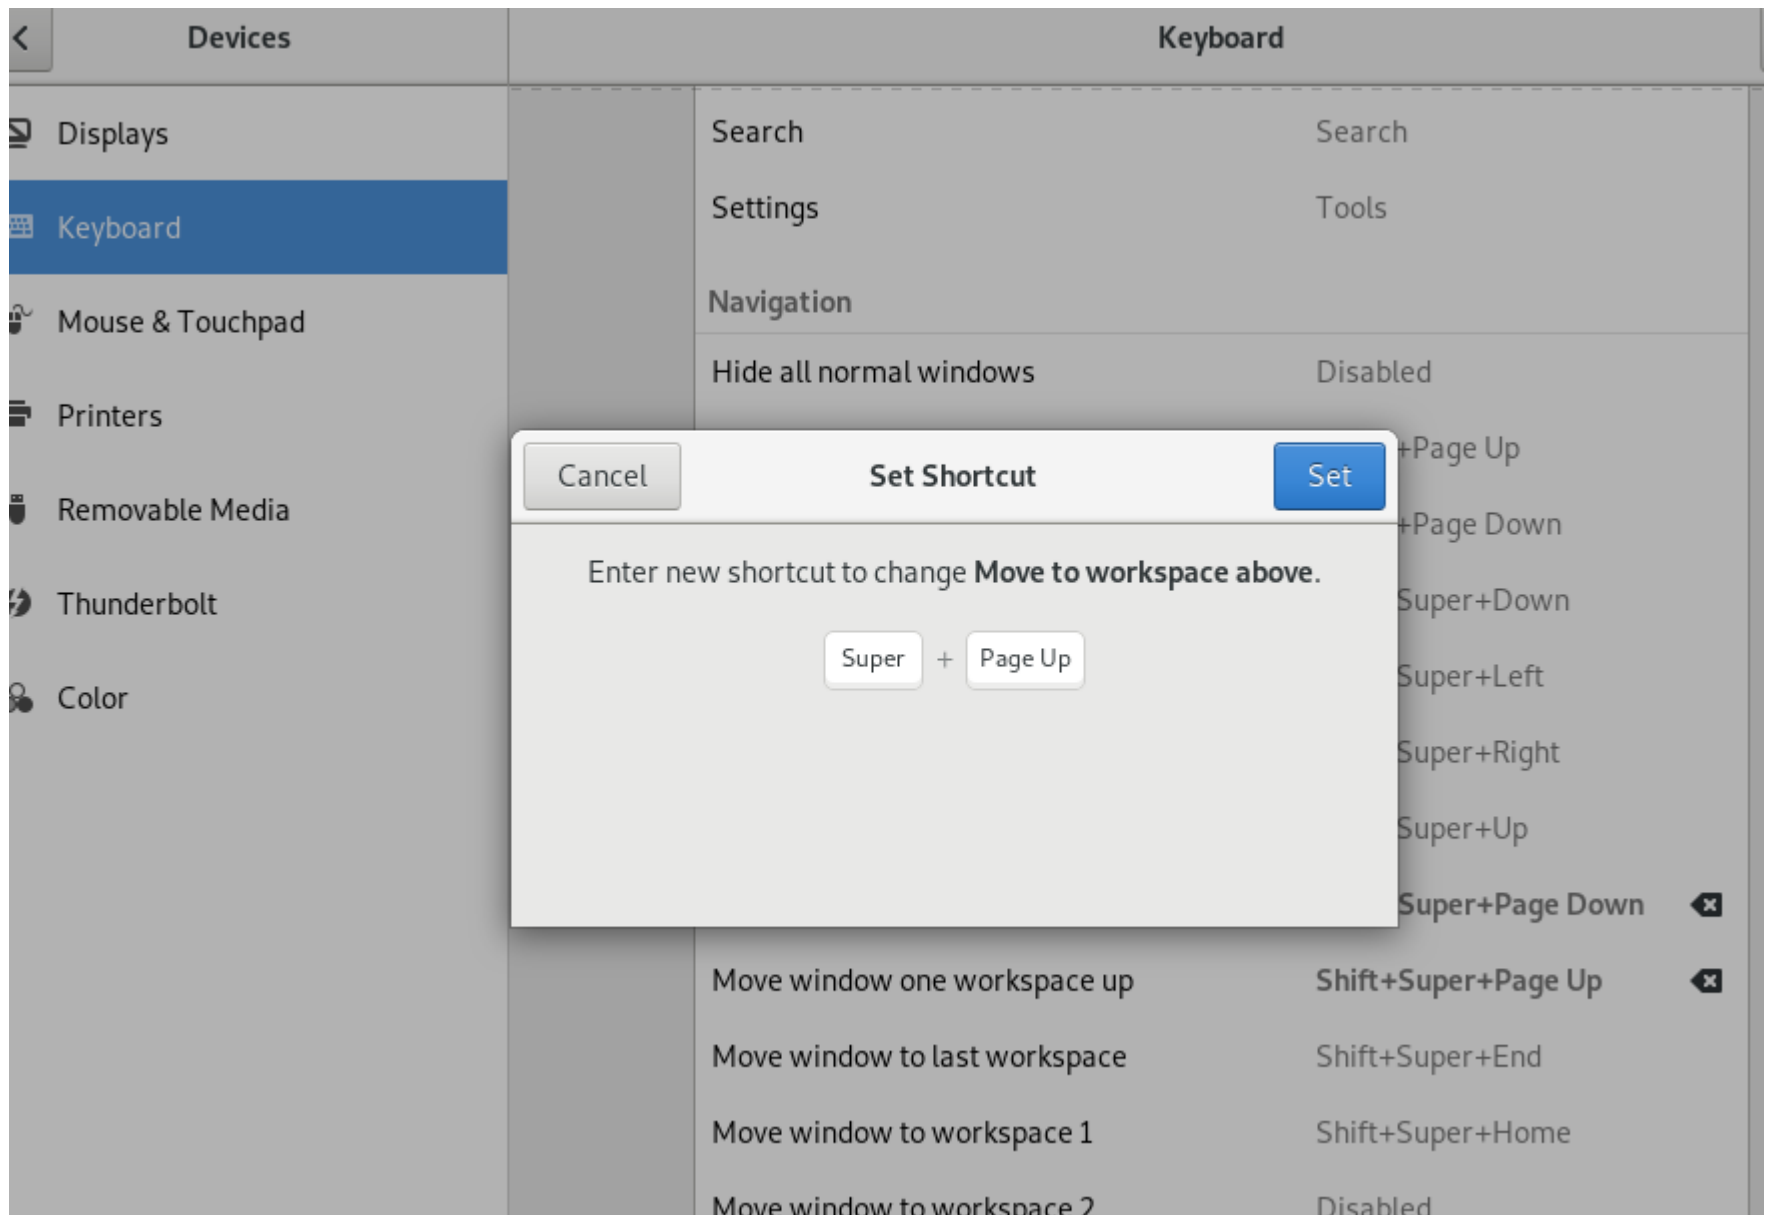 Devices
Keyboard
Displays
Keyboard
Mouse & Touchpad
Printers
Removable Media
Thunderbolt
Color
Search Search
Settings Tools
Navigation
Hide all normal windows Disabled
+Page Up
+Page Down
Super+Down
Super+Left
Super+Right
Super+Up
Super+Page Down
Move window one workspace up Shift+Super+Page Up
Move window to last workspace Shift+Super+End
Move window to workspace 1 Shift+Super+Home
Move window to workspace 2 Disabled
Cancel Set Shortcut Set
Enter new shortcut to change Move to workspace above.
Super + Page Up